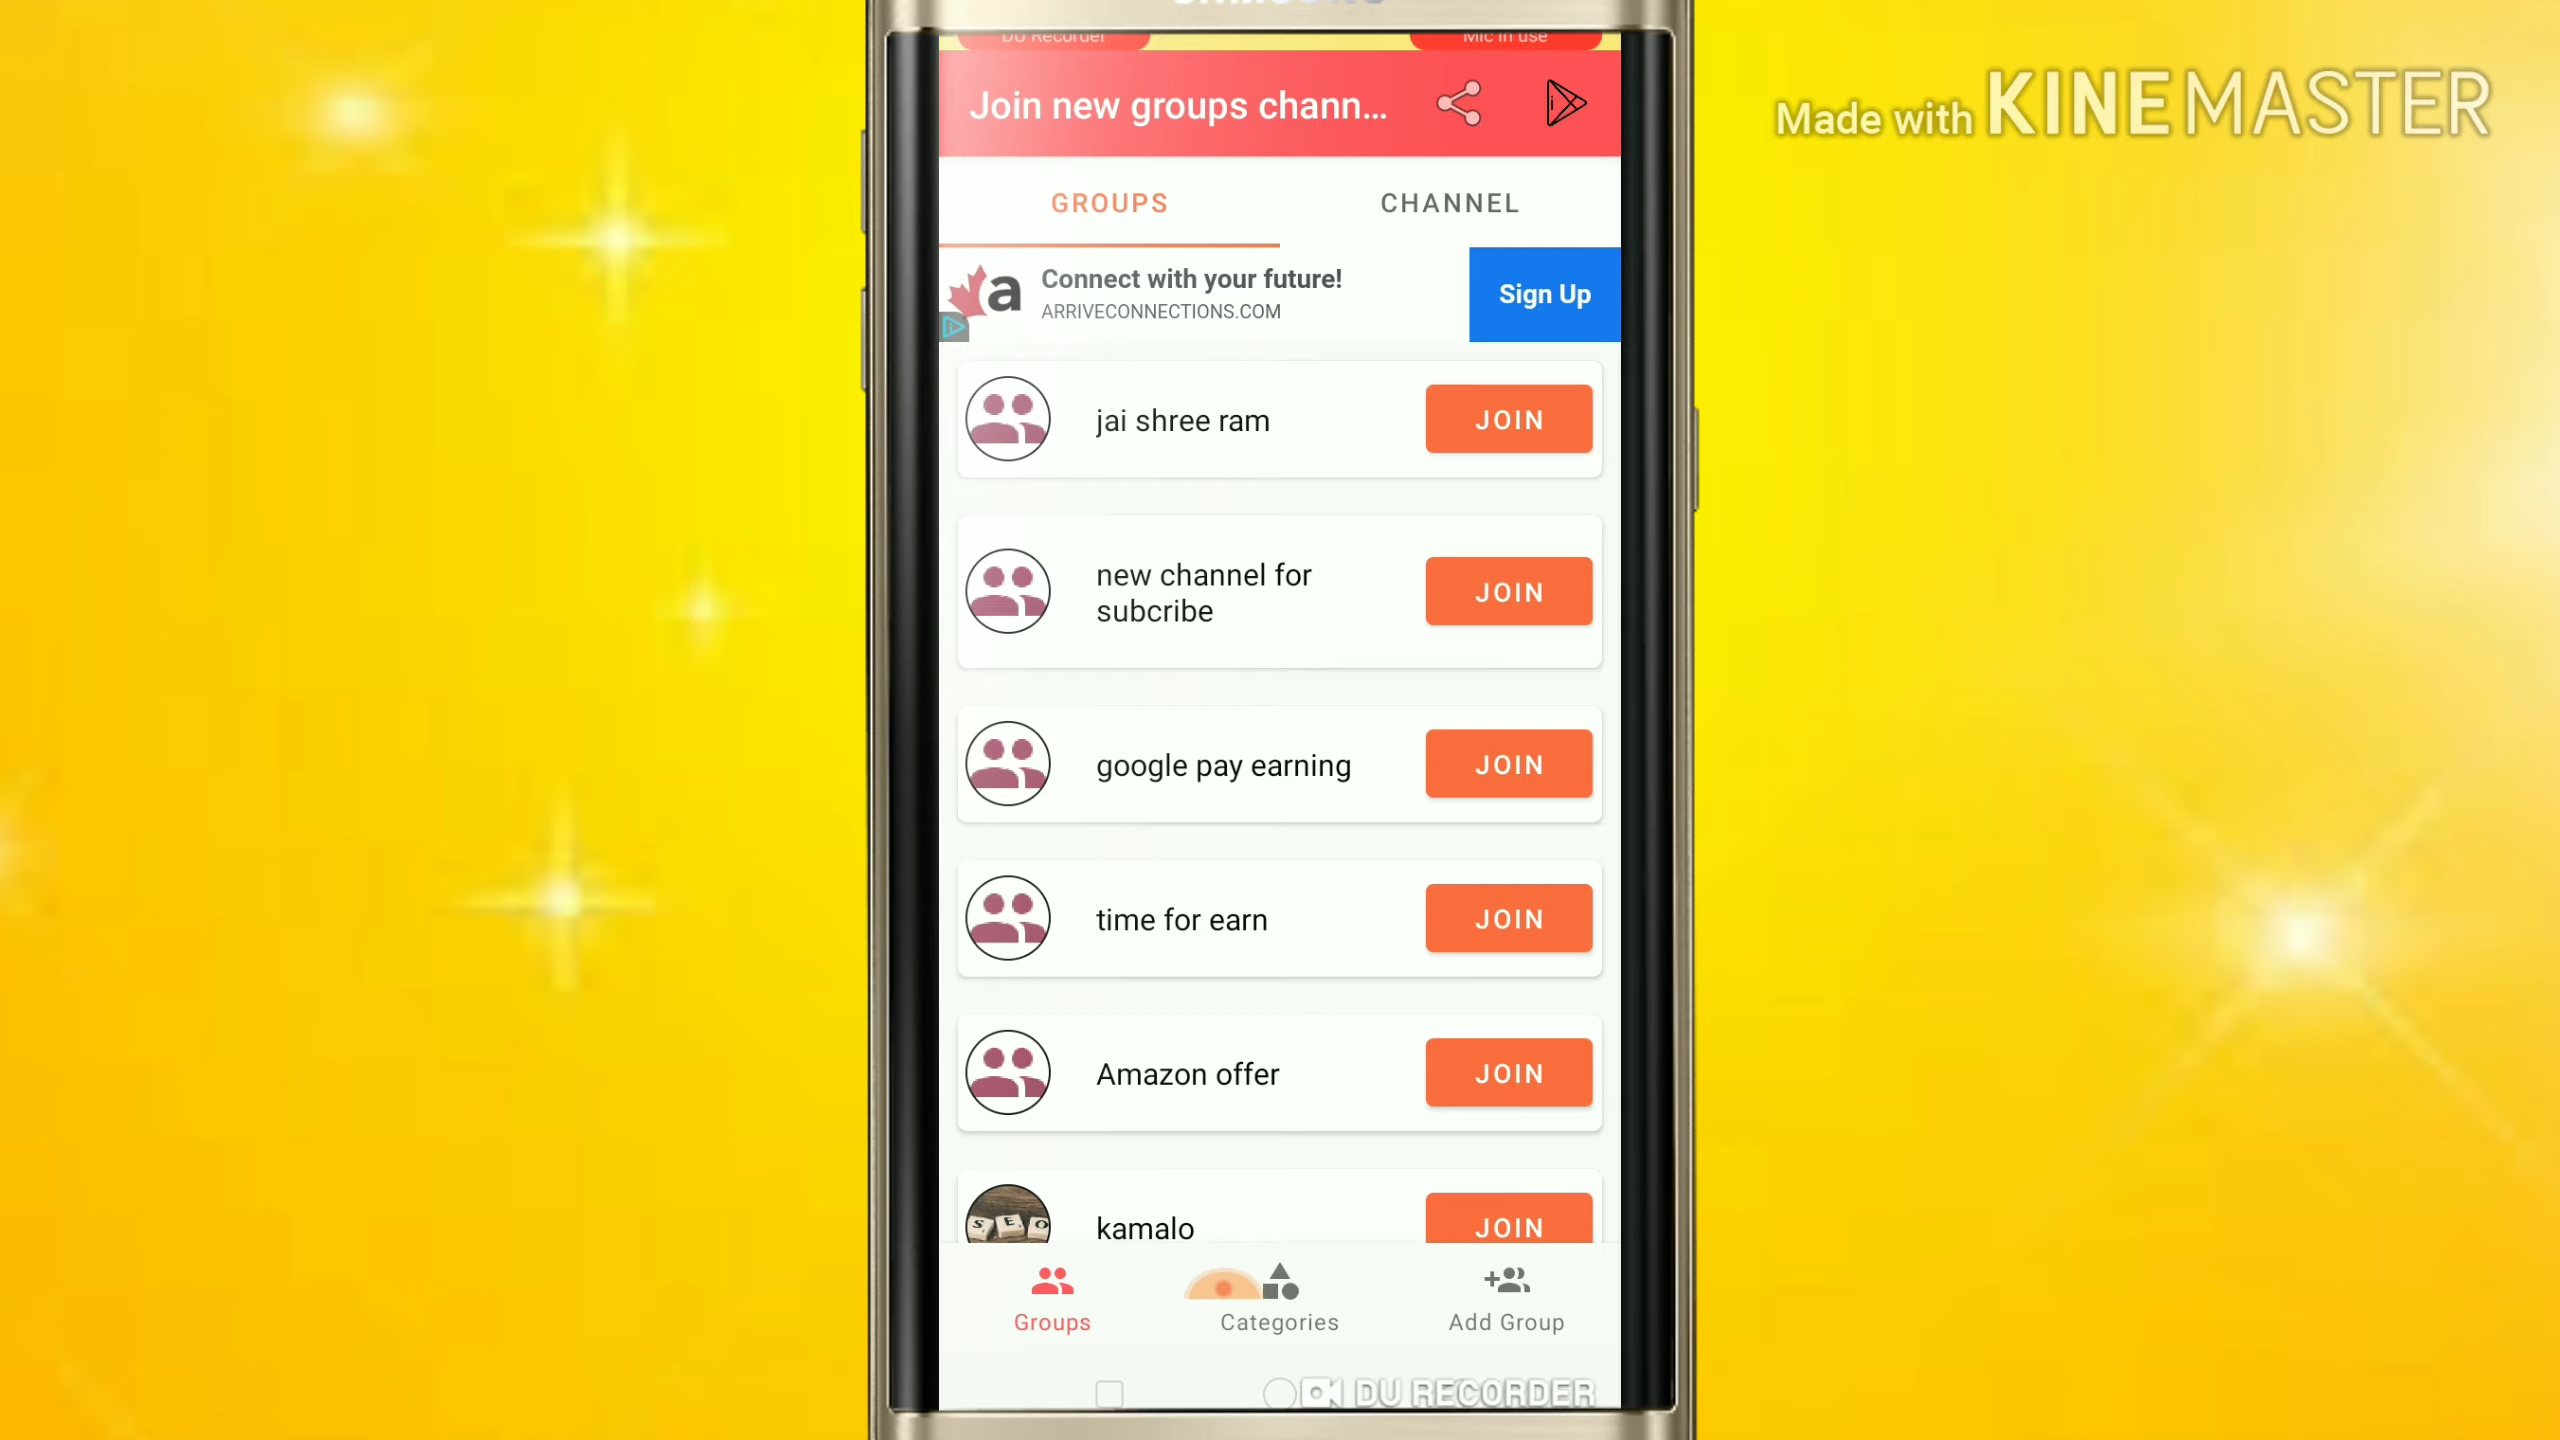 DU Recorder
Mic in use
Made with KINEMASTER
Join new groups chann...
GROUPS
CHANNEL
a
Connect with your future!
ARRIVECONNECTIONS.COM
Sign Up
jai shree ram
JOIN
new channel for
subcribe
JOIN
google pay earning
JOIN
time for earn
JOIN
Amazon offer
JOIN
SEO
kamalo
JOIN
Groups
Categories
Add Group
DU RECORDER